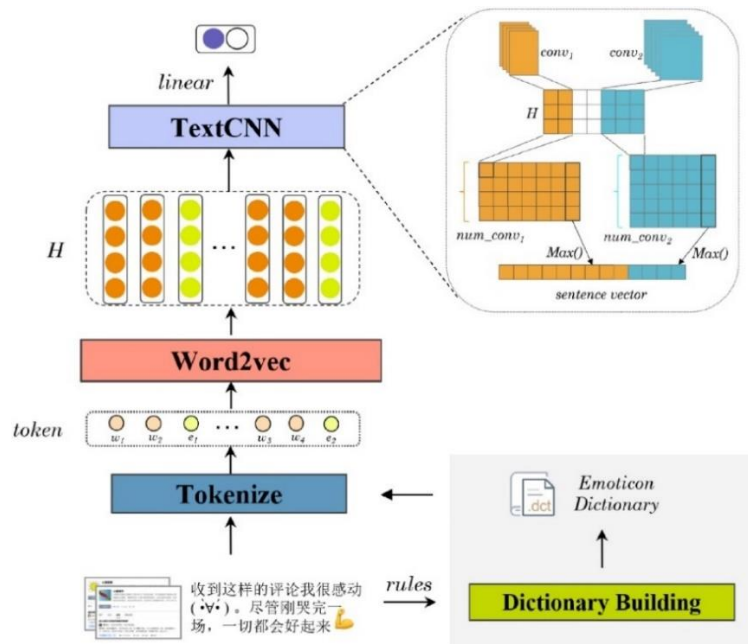 linear
TextCNN
H
...
Word2vec
token
w1 w2 e1 ... w3 w4 e2
Tokenize
收到这样的评论我很感动
( •̀∀•́ )。尽管刚哭完一
场，一切都会好起来💪
rules
conv1
conv2
H
num_conv1
num_conv2
Max()
Max()
sentence vector
.dct
Emoticon
Dictionary
Dictionary Building